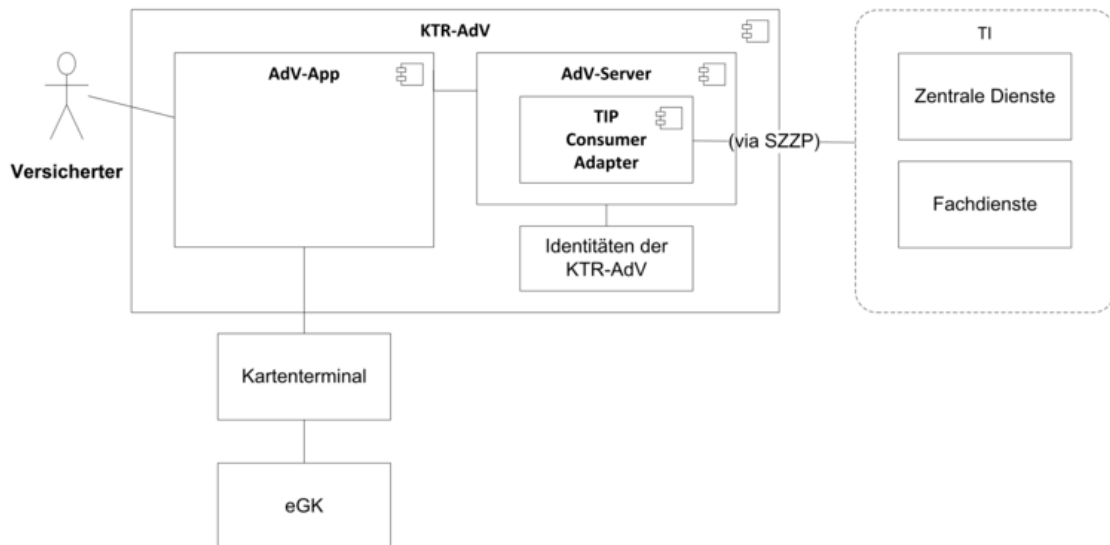 KTR-AdV
TI
AdV-App
AdV-Server
Zentrale Dienste
TIP
Consumer
Adapter
(via SZZP)
Versicherter
Fachdienste
Identitäten der
KTR-AdV
Kartenterminal
eGK